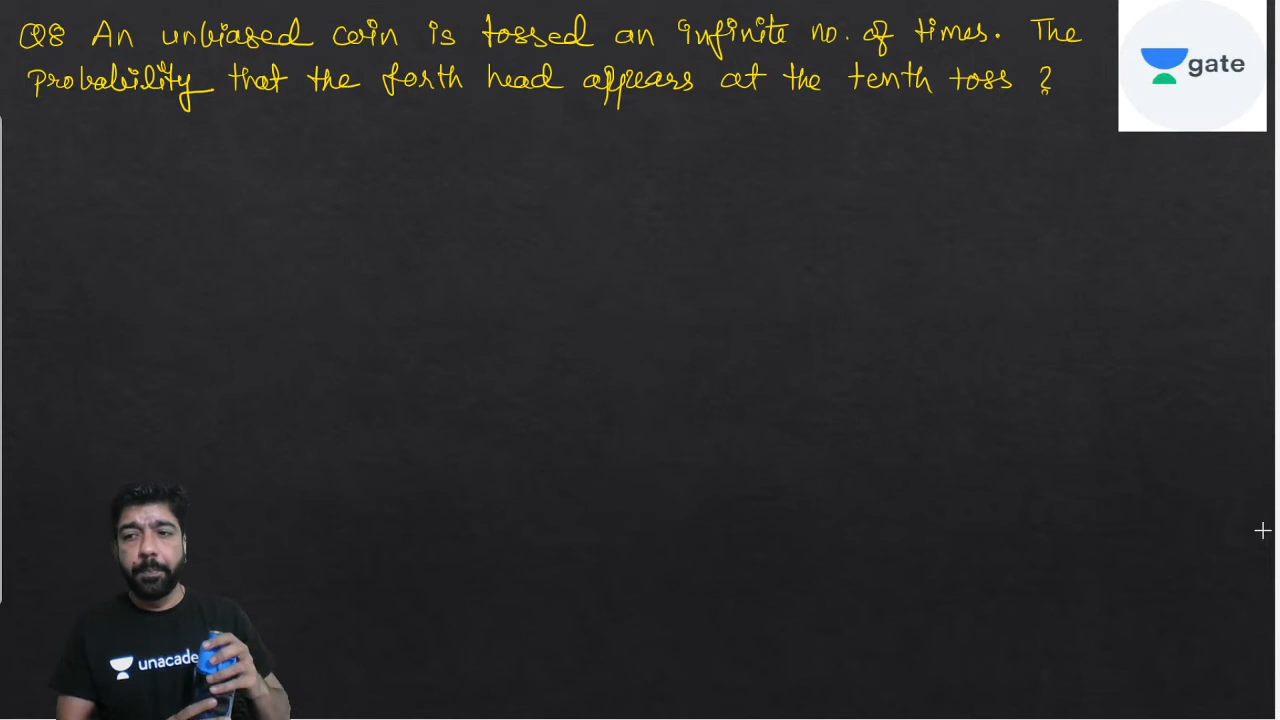 Q8 An unbiased coin is tossed an infinite no. of times. The
probability that the forth head appears at the tenth toss ?
gate
unacade